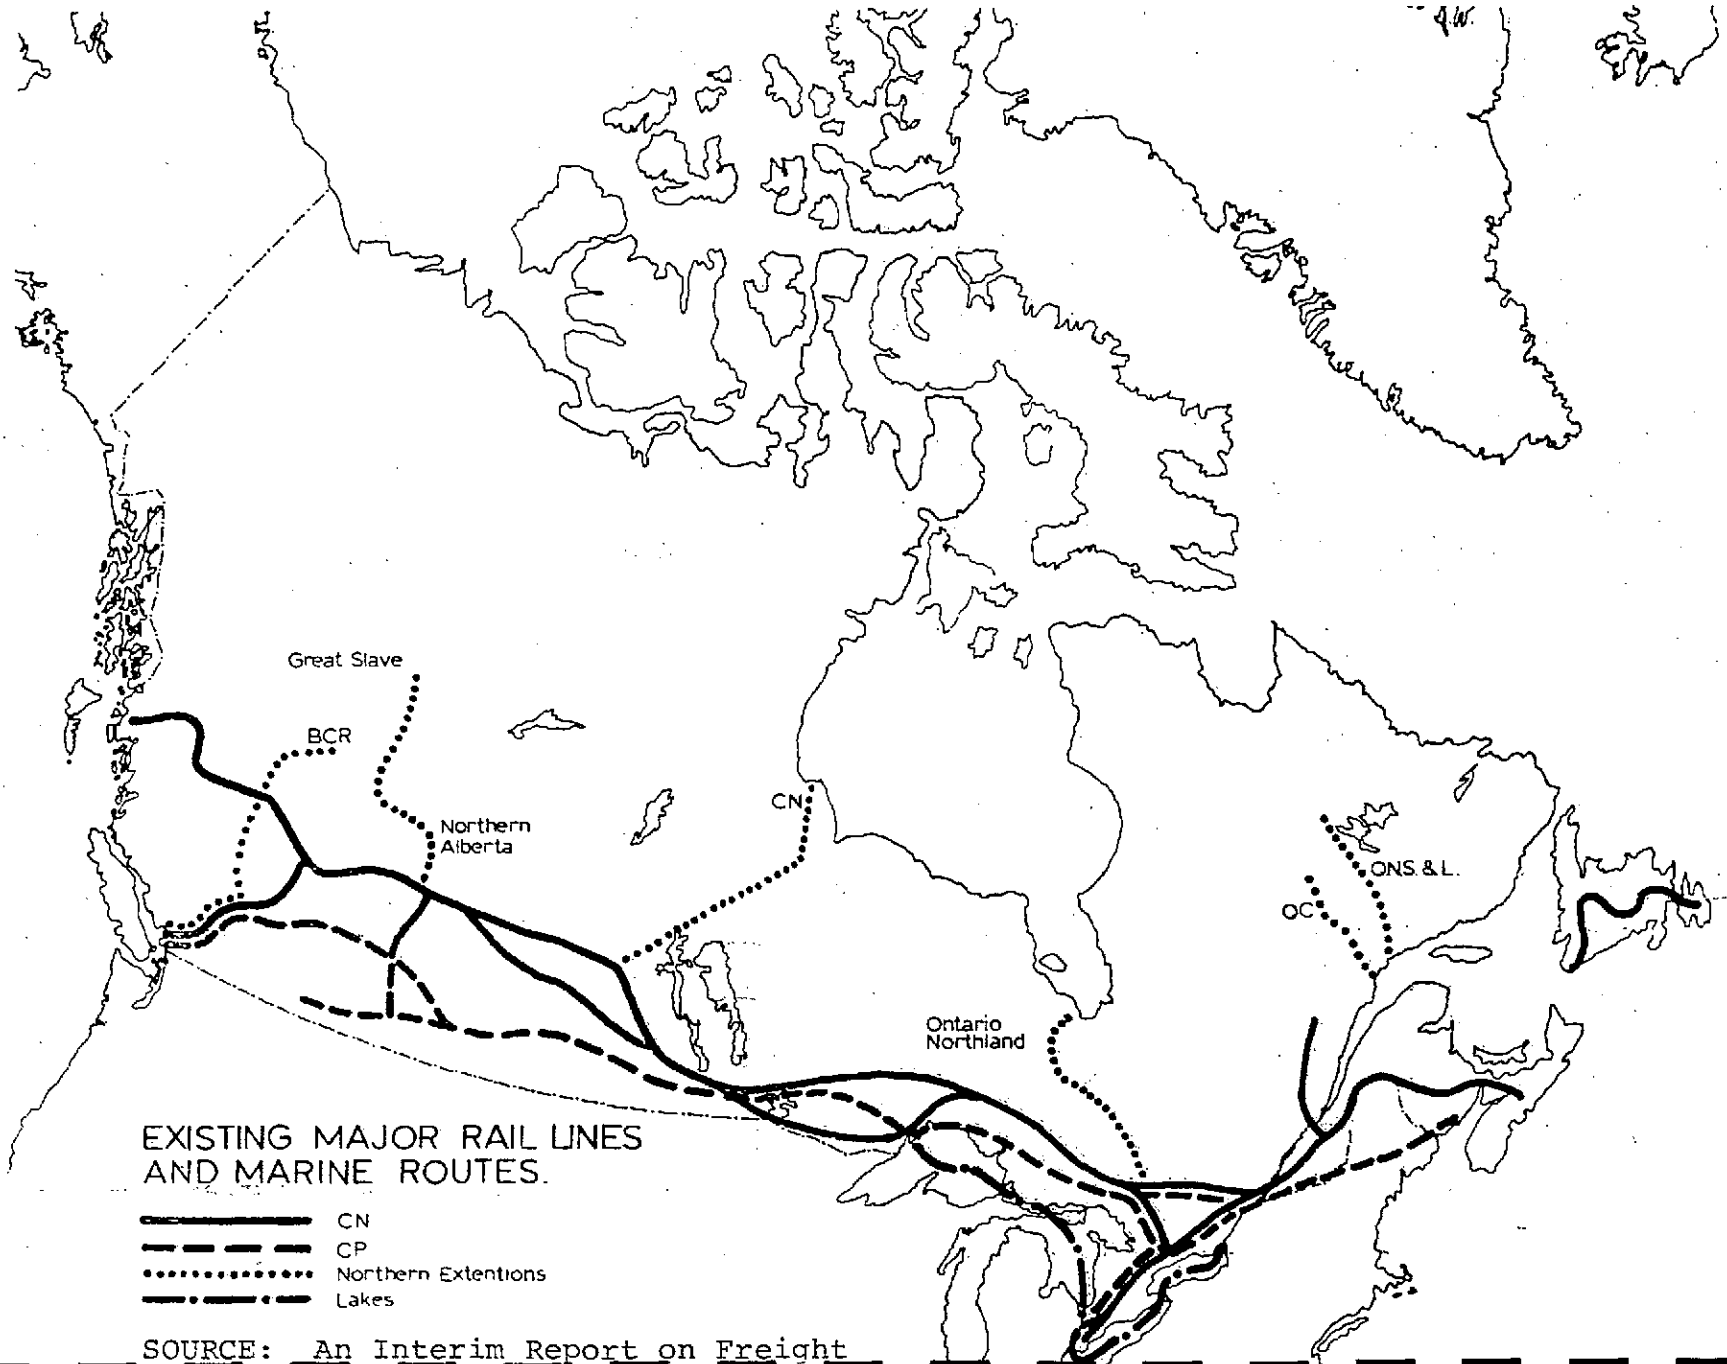 A.W.
Great Slave
BCR
Northern
Alberta
CN
ONS.&L.
QC
Ontario
Northland
EXISTING MAJOR RAIL LINES
AND MARINE ROUTES.
CN
CP
Northern Extentions
Lakes
SOURCE: An Interim Report on Freight